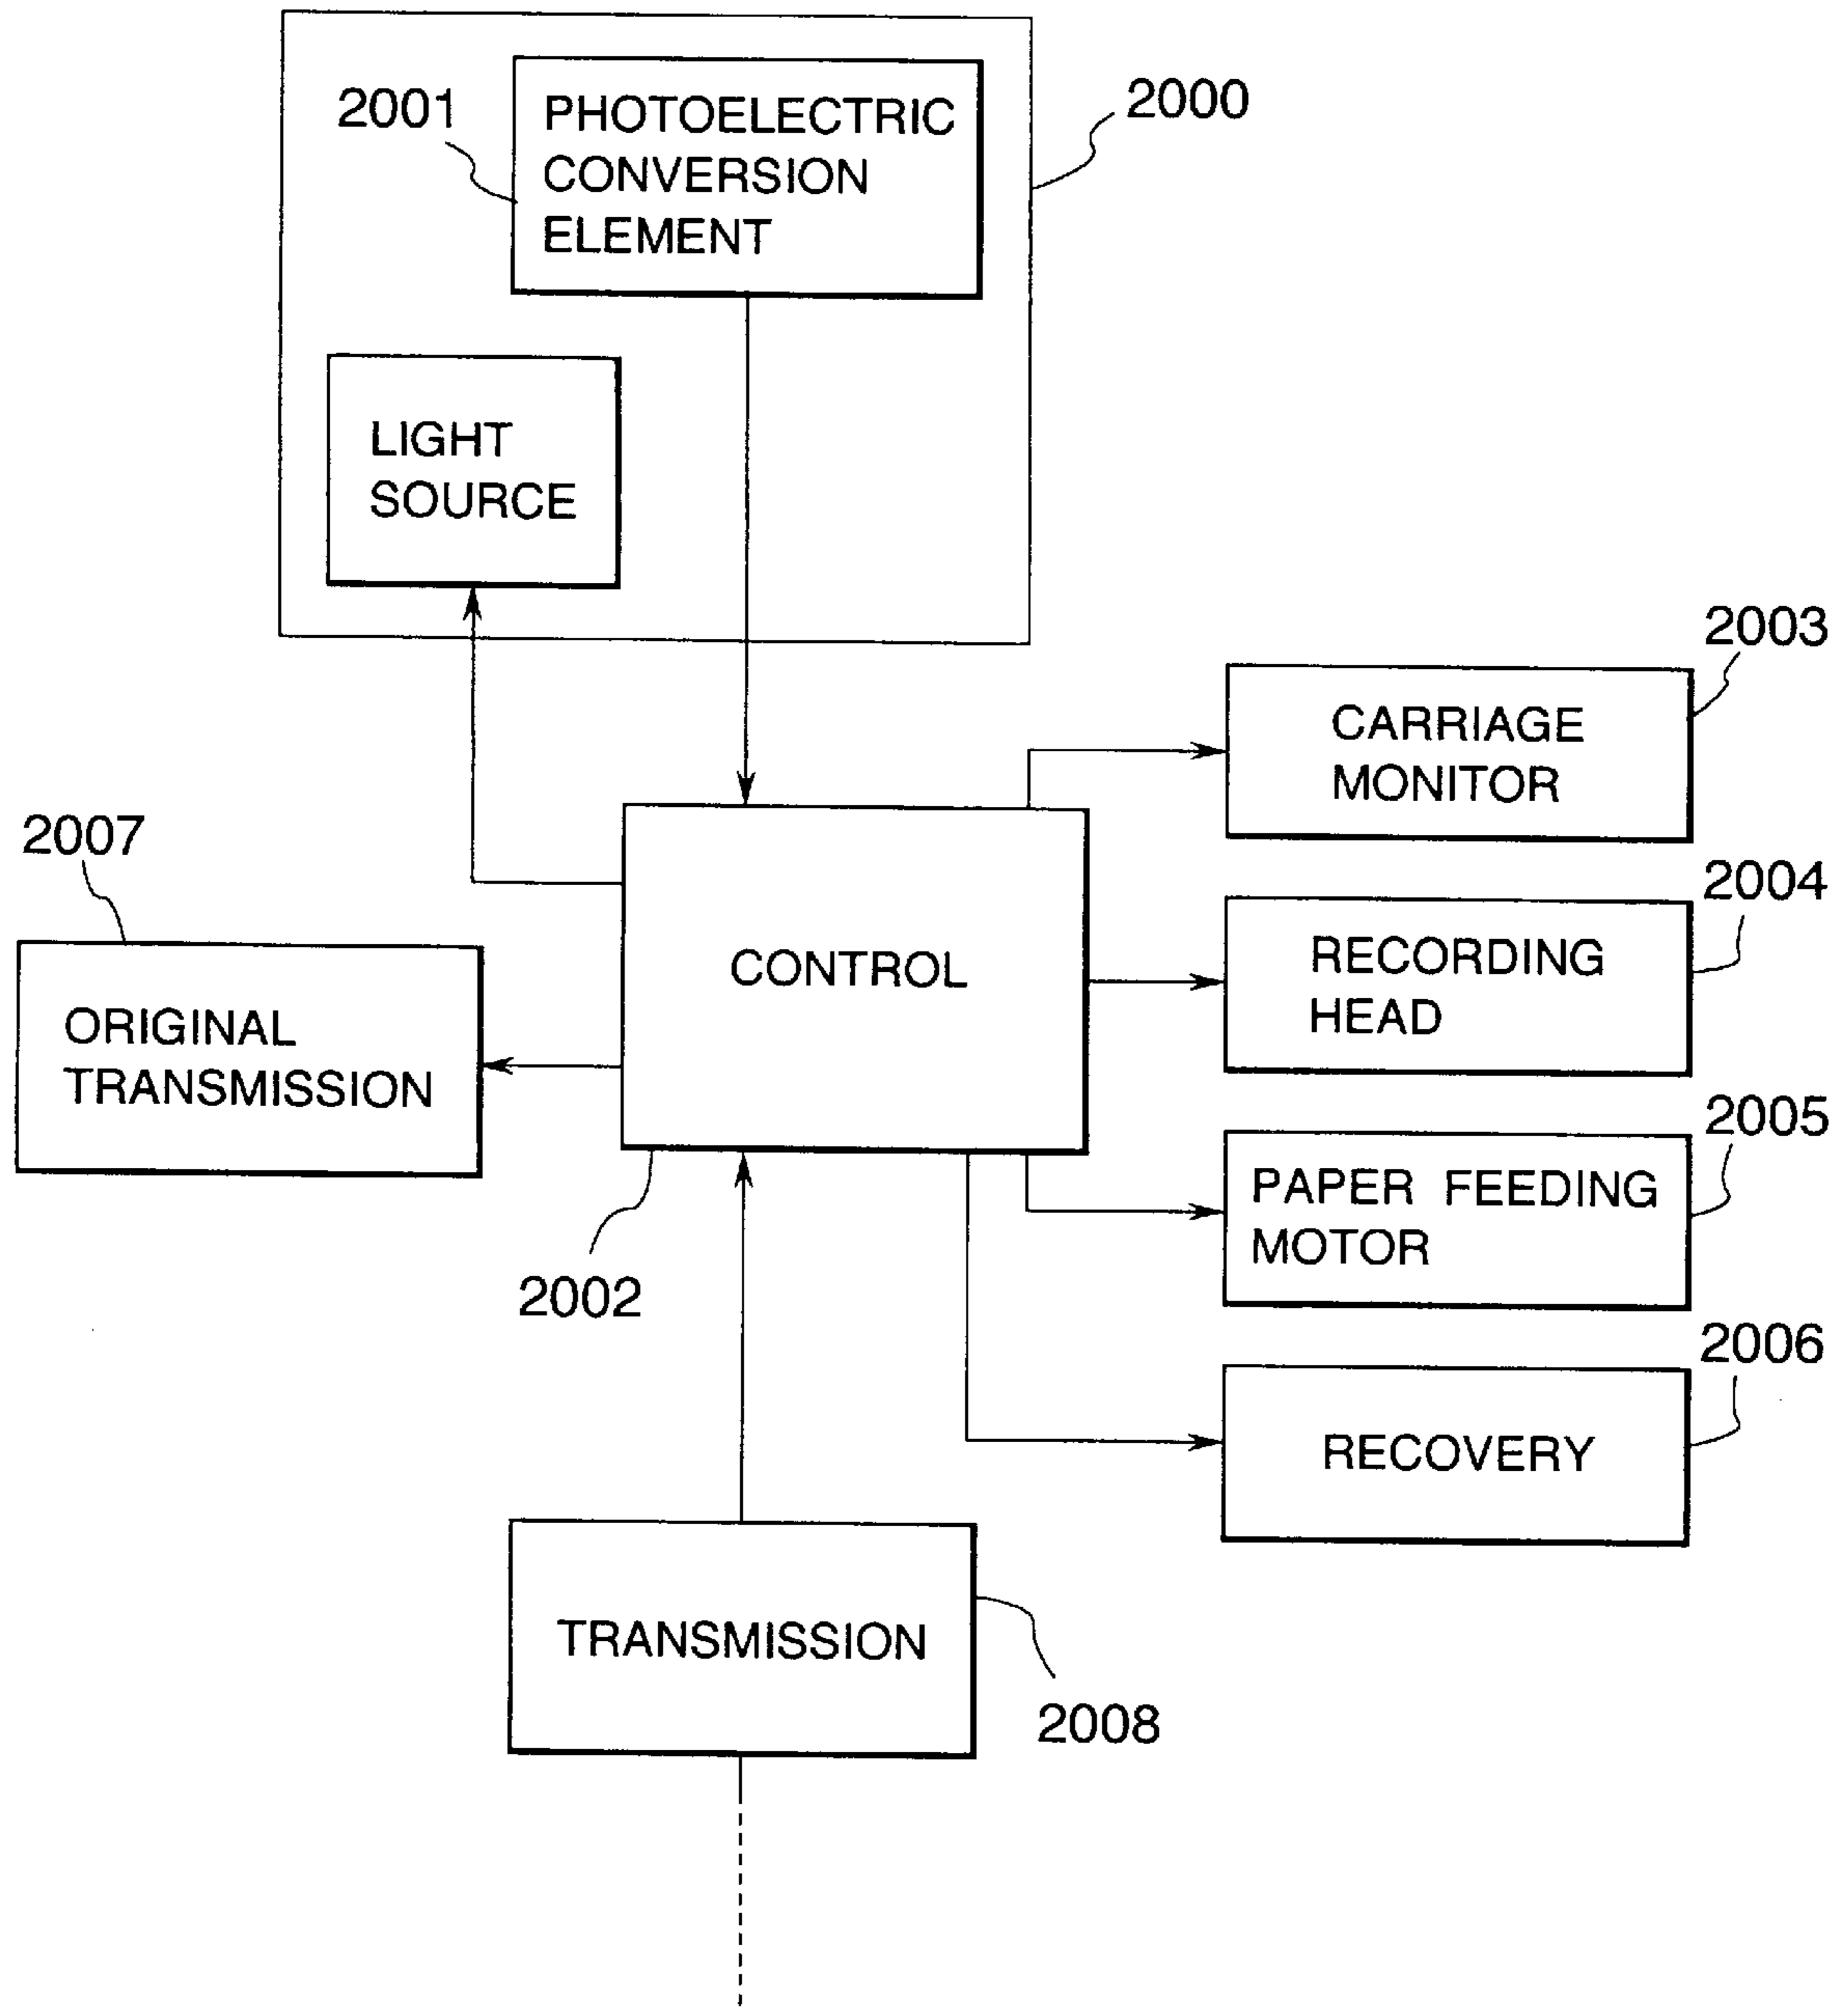 2001
PHOTOELECTRIC
CONVERSION
ELEMENT
2000
LIGHT
SOURCE
2003
CARRIAGE
MONITOR
2007
ORIGINAL
TRANSMISSION
CONTROL
2002
2004
RECORDING
HEAD
2005
PAPER FEEDING
MOTOR
2006
RECOVERY
TRANSMISSION
2008